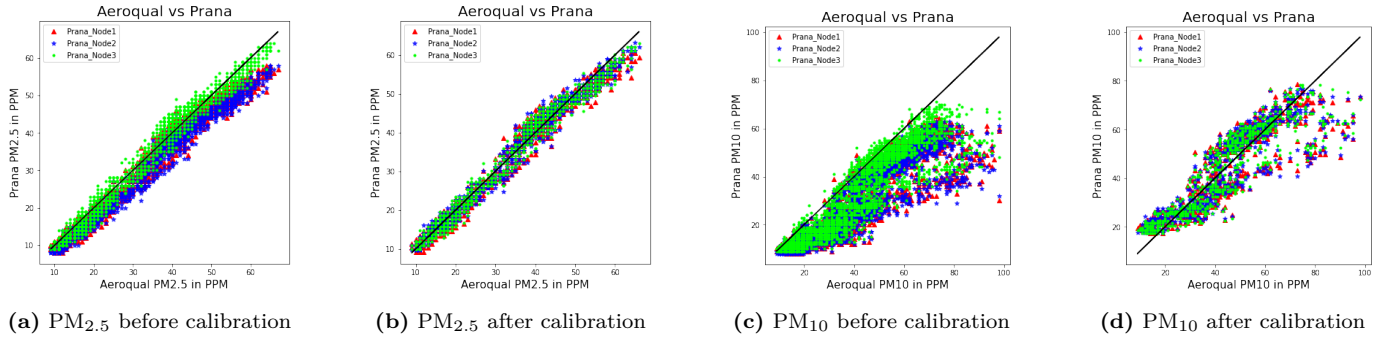 Aeroqual vs Prana
Prana_Node1
Prana_Node2
Prana_Node3
Prana PM2.5 in PPM
60
50
40
30
20
10
10 20 30 40 50 60
Aeroqual PM2.5 in PPM
(a) PM2.5 before calibration
Aeroqual vs Prana
Prana_Node1
Prana_Node2
Prana_Node3
Prana PM2.5 in PPM
60
50
40
30
20
10
10 20 30 40 50 60
Aeroqual PM2.5 in PPM
(b) PM2.5 after calibration
Aeroqual vs Prana
Prana_Node1
Prana_Node2
Prana_Node3
Prana PM10 in PPM
100
80
60
40
20
20 40 60 80 100
Aeroqual PM10 in PPM
(c) PM10 before calibration
Aeroqual vs Prana
Prana_Node1
Prana_Node2
Prana_Node3
Prana PM10 in PPM
100
80
60
40
20
20 40 60 80 100
Aeroqual PM10 in PPM
(d) PM10 after calibration